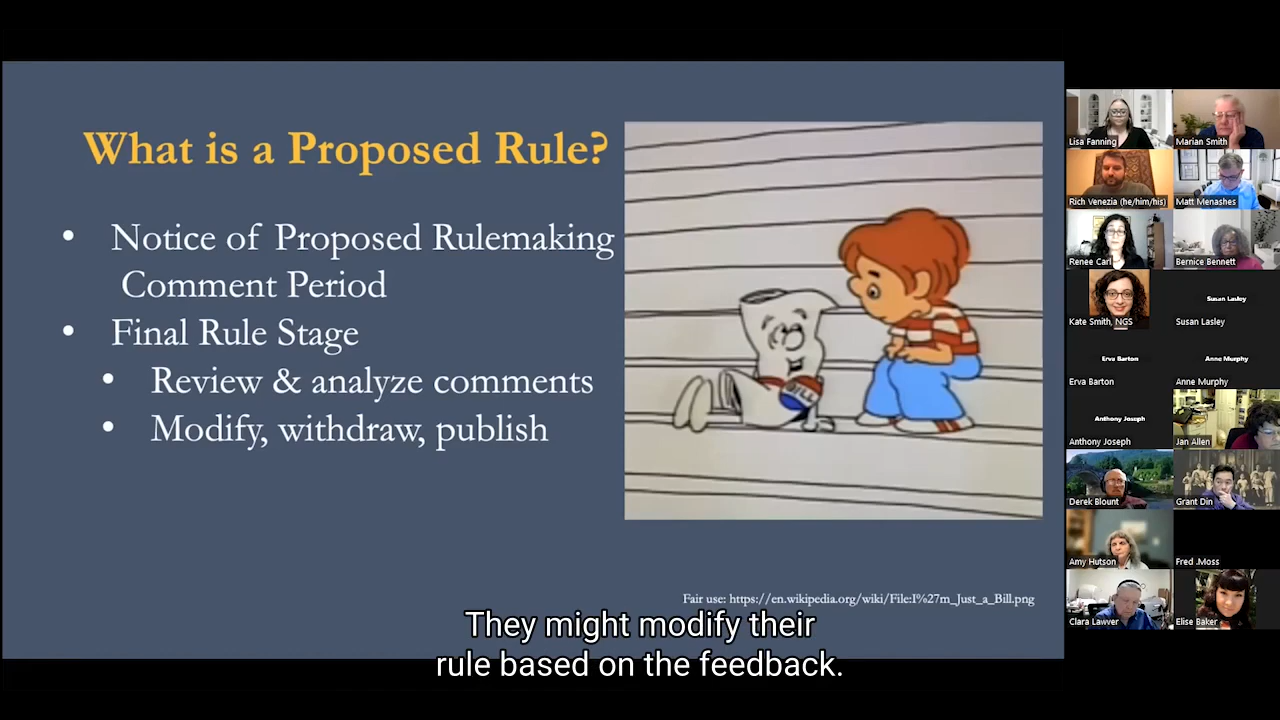 What is a Proposed Rule?
• Notice of Proposed Rulemaking
Comment Period
• Final Rule Stage
• Review & analyze comments
• Modify, withdraw, publish
BILL
Fair use: https://en.wikipedia.org/wiki/File:I%27m_Just_a_Bill.png
They might modify their
rule based on the feedback.
Lisa Fanning
Marian Smith
Rich Venezia (he/him/his)
Matt Menashes
Renee Carl
Bernice Bennett
Kate Smith, NGS
Susan Lasley
Susan Lasley
Erva Barton
Erva Barton
Anne Murphy
Anne Murphy
Anthony Joseph
Anthony Joseph
Jan Allen
Derek Blount
Grant Din
Amy Hutson
Fred .Moss
Clara Lawver
Elise Baker